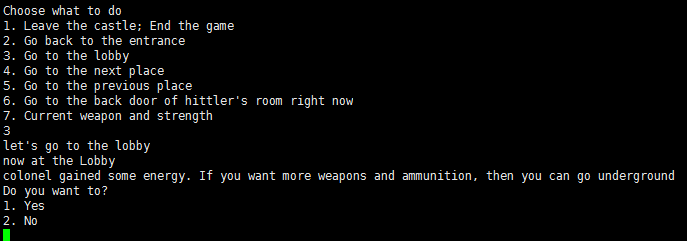 Choose what to do
1. Leave the castle; End the game
2. Go back to the entrance
3. Go to the lobby
4. Go to the next place
5. Go to the previous place
6. Go to the back door of hittler's room right now
7. Current weapon and strength
3
let's go to the lobby
now at the Lobby
colonel gained some energy. If you want more weapons and ammunition, then you can go underground
Do you want to?
1. Yes
2. No